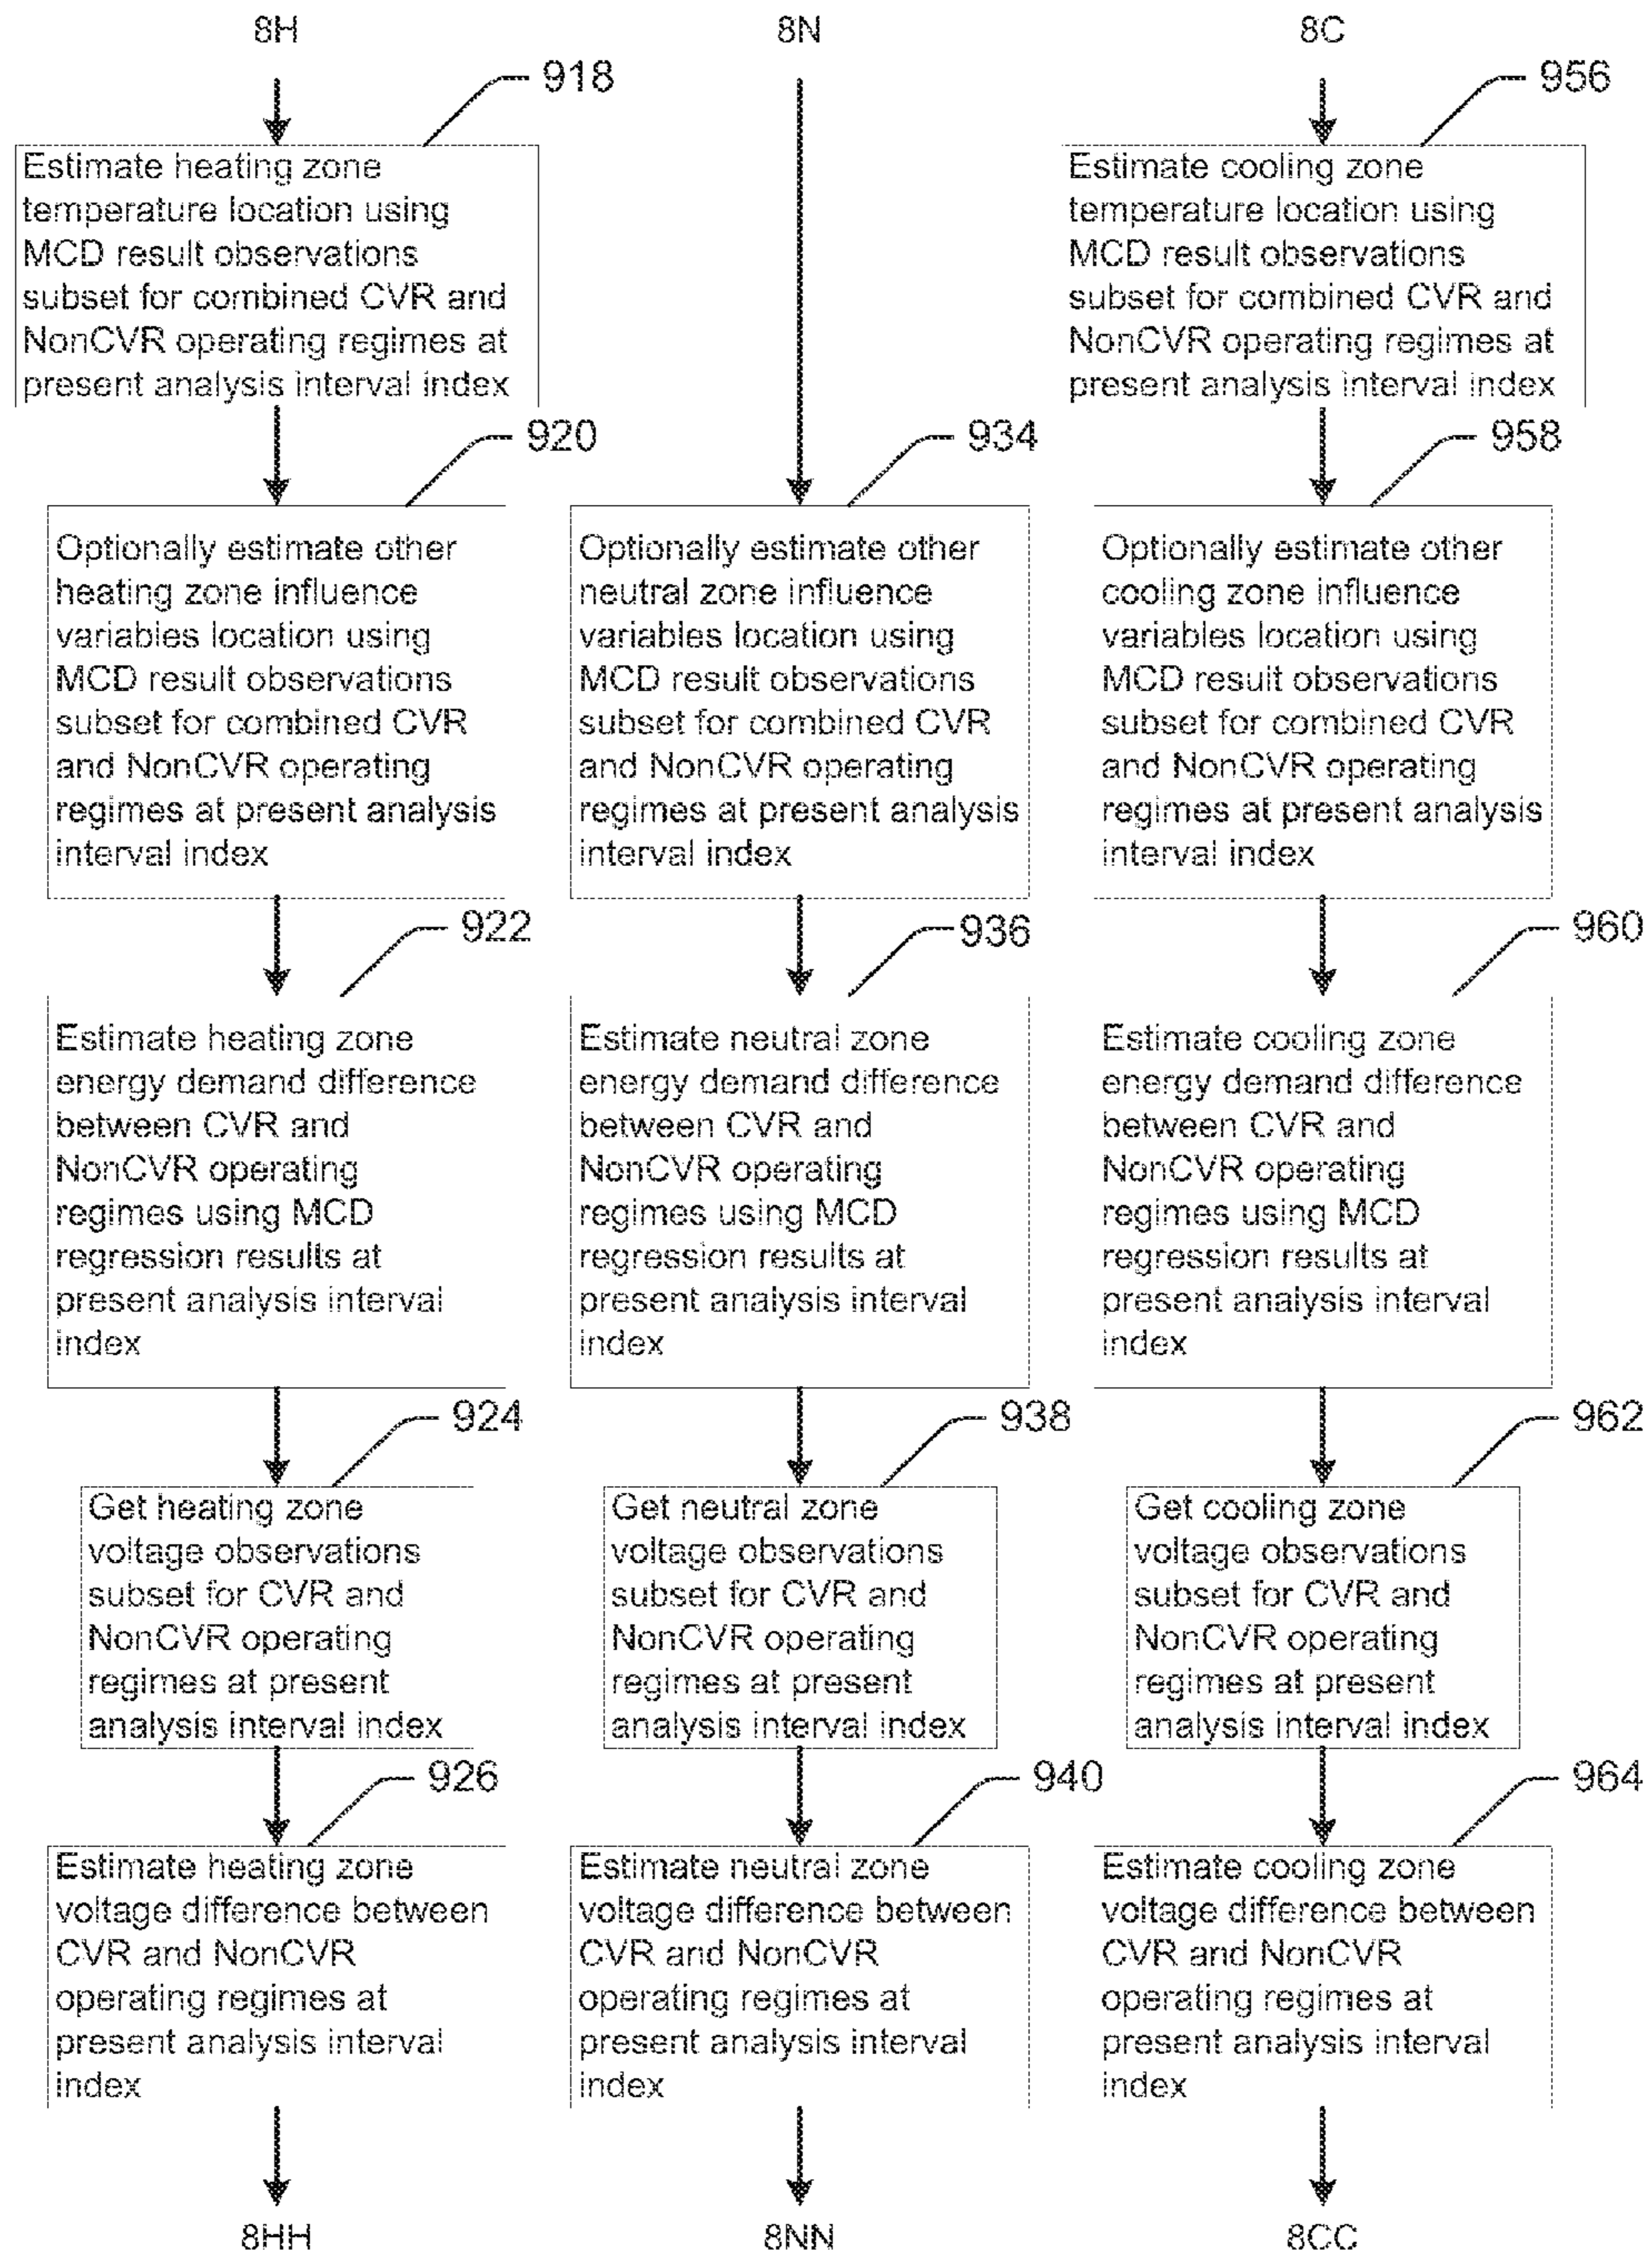 8H
918
Estimate heating zone
temperature location using
MCD result observations
subset for combined CVR and
NonCVR operating regimes at
present analysis interval index
920
Optionally estimate other
heating zone influence
variables location using
MCD result observations
subset for combined CVR
and NonCVR operating
regimes at present analysis
interval index
922
Estimate heating zone
energy demand difference
between CVR and
NonCVR operating
regimes using MCD
regression results at
present analysis interval
index
924
Get heating zone
voltage observations
subset for CVR and
NonCVR operating
regimes at present
analysis interval index
926
Estimate heating zone
voltage difference between
CVR and NonCVR
operating regimes at
present analysis interval
index
8HH
8N
934
Optionally estimate other
neutral zone influence
variables location using
MCD result observations
subset for combined CVR
and NonCVR operating
regimes at present analysis
interval index
936
Estimate neutral zone
energy demand difference
between CVR and
NonCVR operating
regimes using MCD
regression results at
present analysis interval
index
938
Get neutral zone
voltage observations
subset for CVR and
NonCVR operating
regimes at present
analysis interval index
940
Estimate neutral zone
voltage difference between
CVR and NonCVR
operating regimes at
present analysis interval
index
8NN
8C
956
Estimate cooling zone
temperature location using
MCD result observations
subset for combined CVR and
NonCVR operating regimes at
present analysis interval index
958
Optionally estimate other
cooling zone influence
variables location using
MCD result observations
subset for combined CVR
and NonCVR operating
regimes at present analysis
interval index
960
Estimate cooling zone
energy demand difference
between CVR and
NonCVR operating
regimes using MCD
regression results at
present analysis interval
index
962
Get cooling zone
voltage observations
subset for CVR and
NonCVR operating
regimes at present
analysis interval index
964
Estimate cooling zone
voltage difference between
CVR and NonCVR
operating regimes at
present analysis interval
index
8CC